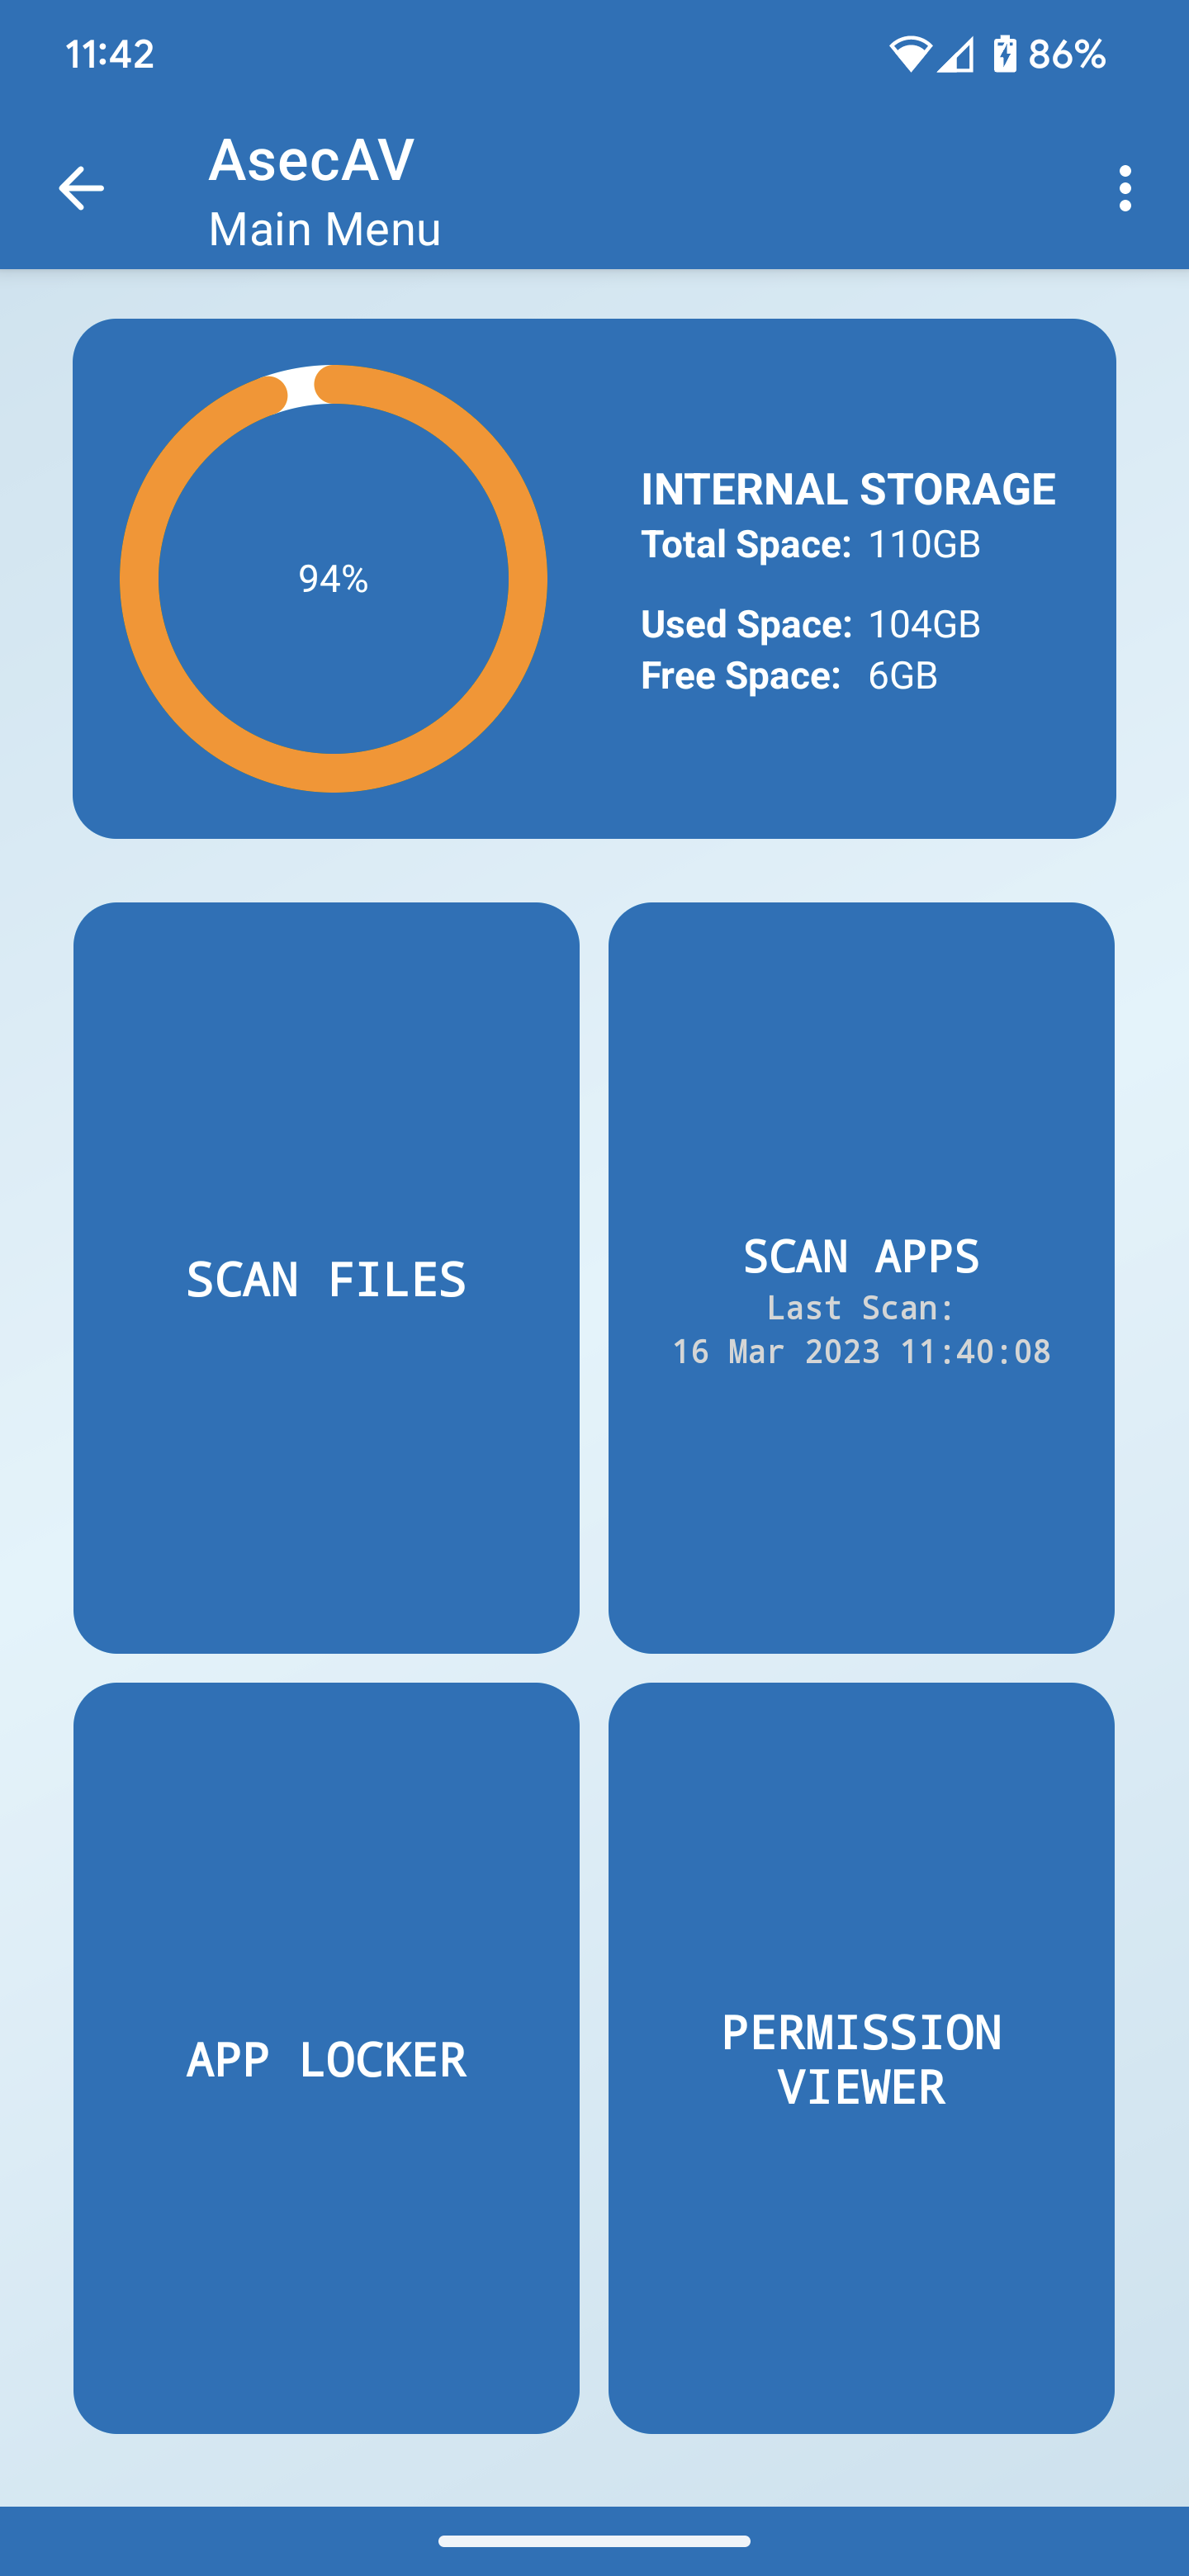 11:42
86%
AsecAV
Main Menu
94%
INTERNAL STORAGE
Total Space: 110GB
Used Space: 104GB
Free Space: 6GB
SCAN FILES
SCAN APPS
Last Scan:
16 Mar 2023 11:40:08
APP LOCKER
PERMISSION
VIEWER